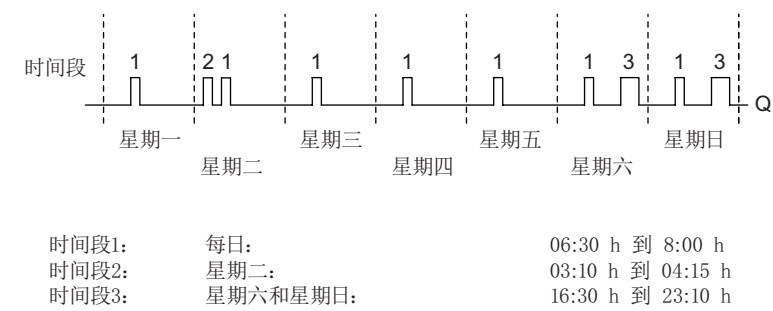 时间段 1 2 1 1 1 1 1 3 1 3
Q
星期一 星期三 星期五 星期日
星期二 星期四 星期六
时间段1: 每日: 06:30 h 到 8:00 h
时间段2: 星期二: 03:10 h 到 04:15 h
时间段3: 星期六和星期日: 16:30 h 到 23:10 h